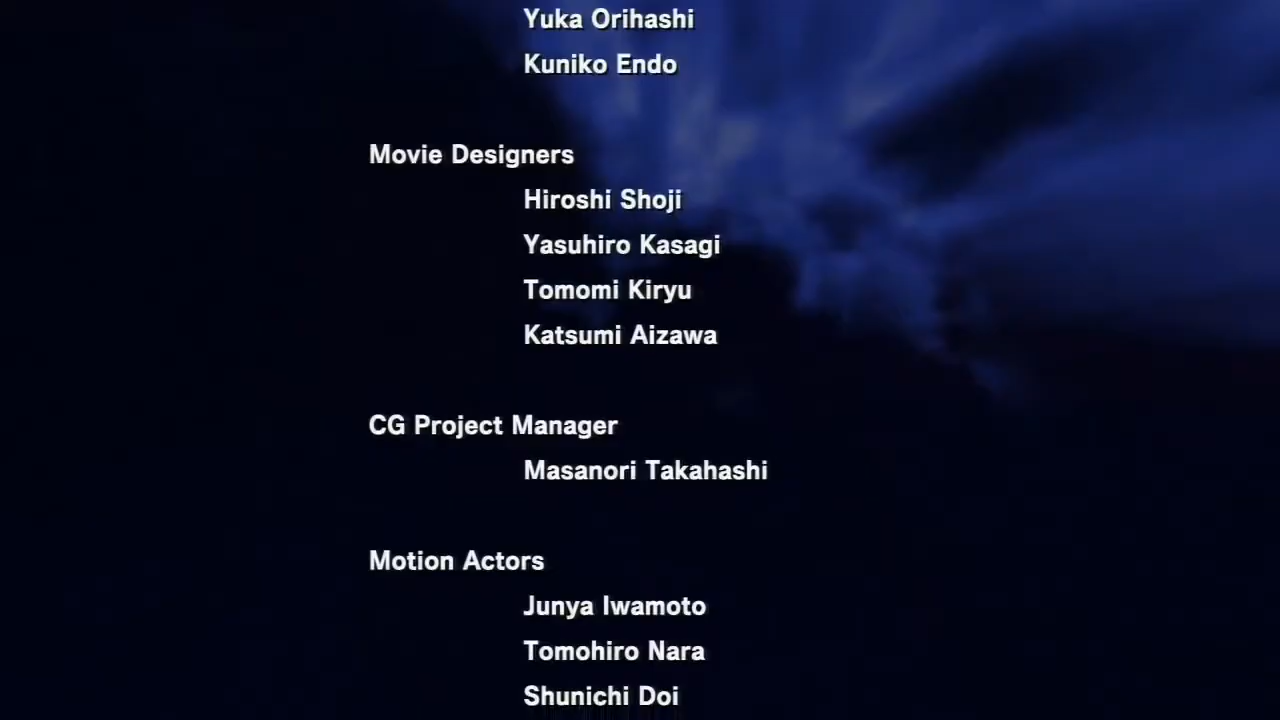 Yuka Orihashi
Kuniko Endo
Movie Designers
Hiroshi Shoji
Yasuhiro Kasagi
Tomomi Kiryu
Katsumi Aizawa
CG Project Manager
Masanori Takahashi
Motion Actors
Junya Iwamoto
Tomohiro Nara
Shunichi Doi